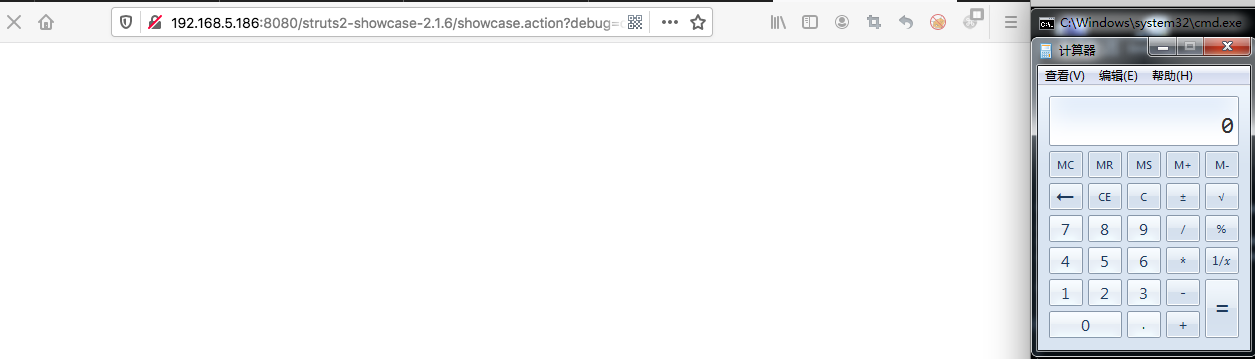 192.168.5.186:8080/struts2-showcase-2.1.6/showcase.action?debug=
C:\Windows\system32\cmd.exe
计算器
查看(V) 编辑(E) 帮助(H)
0
MC MR MS M+ M-
← CE C ± √
7 8 9 / %
4 5 6 * 1/x
1 2 3 - =
0 . +